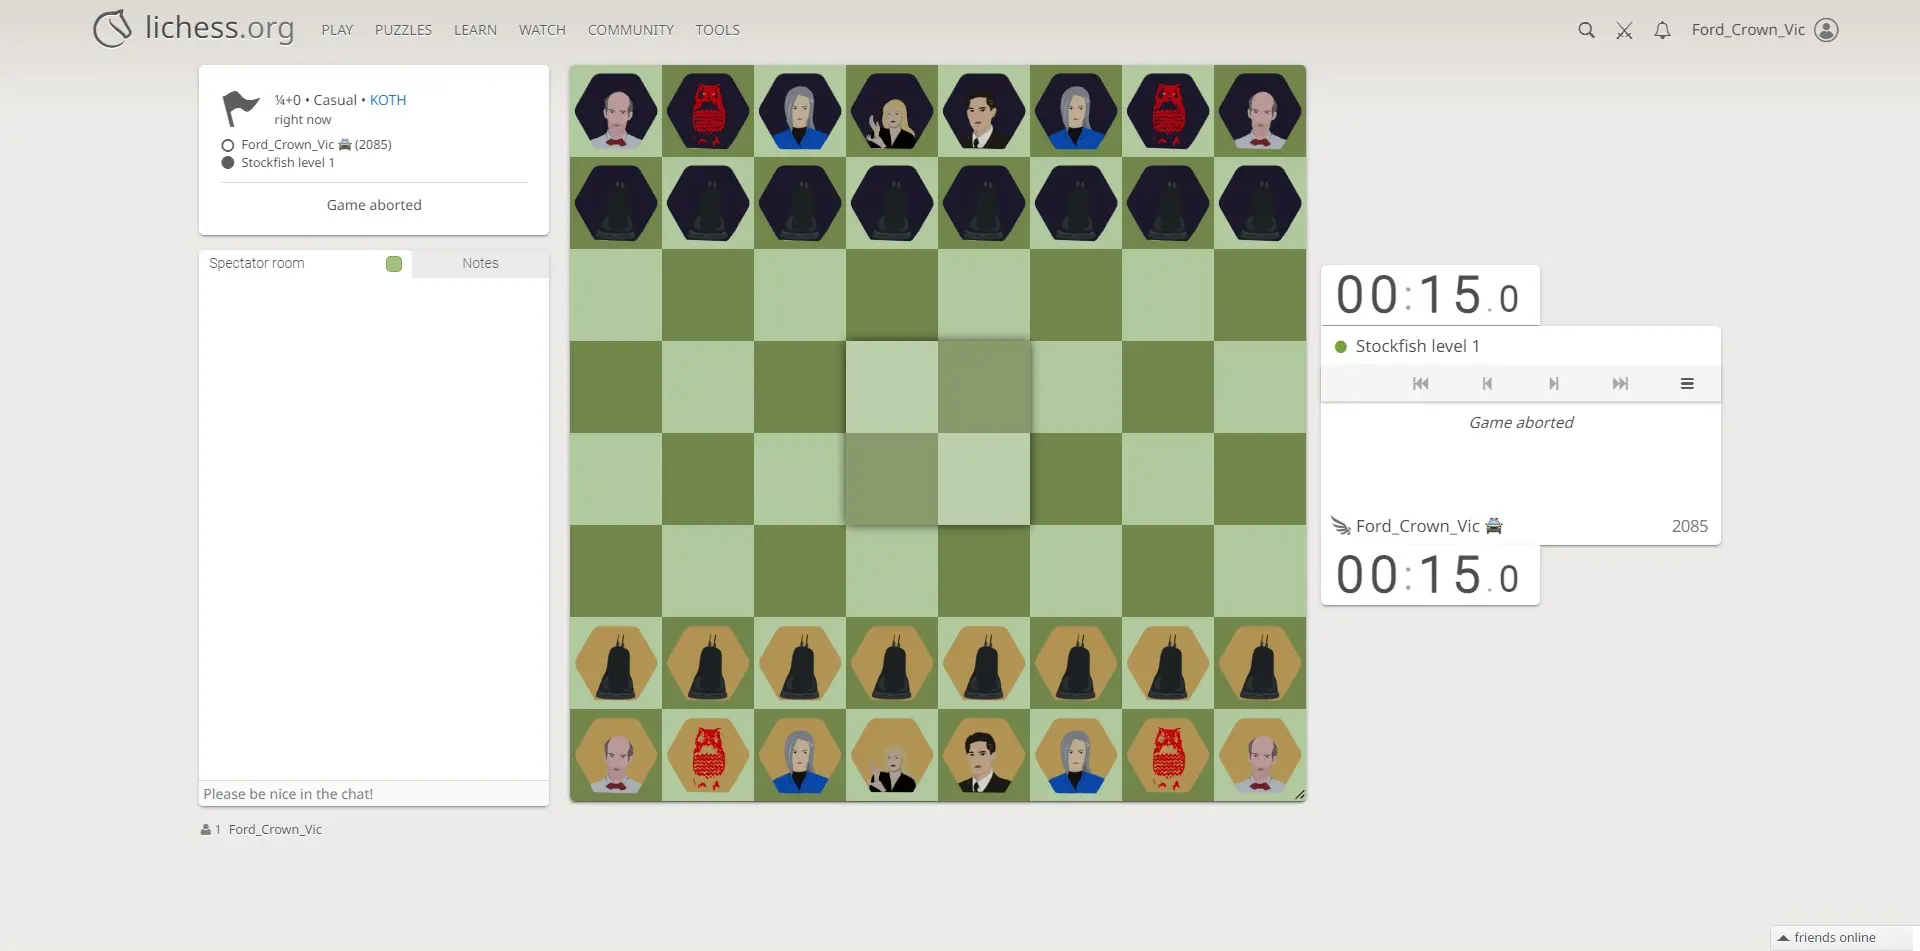 lichess.org
PLAY PUZZLES LEARN WATCH COMMUNITY TOOLS
Ford_Crown_Vic
¼+0 • Casual • KOTH
right now
Ford_Crown_Vic 🚔 (2085)
Stockfish level 1
Game aborted
Spectator room
Notes
Please be nice in the chat!
1 Ford_Crown_Vic
00:15.0
Stockfish level 1
Game aborted
Ford_Crown_Vic 🚔 2085
00:15.0
friends online